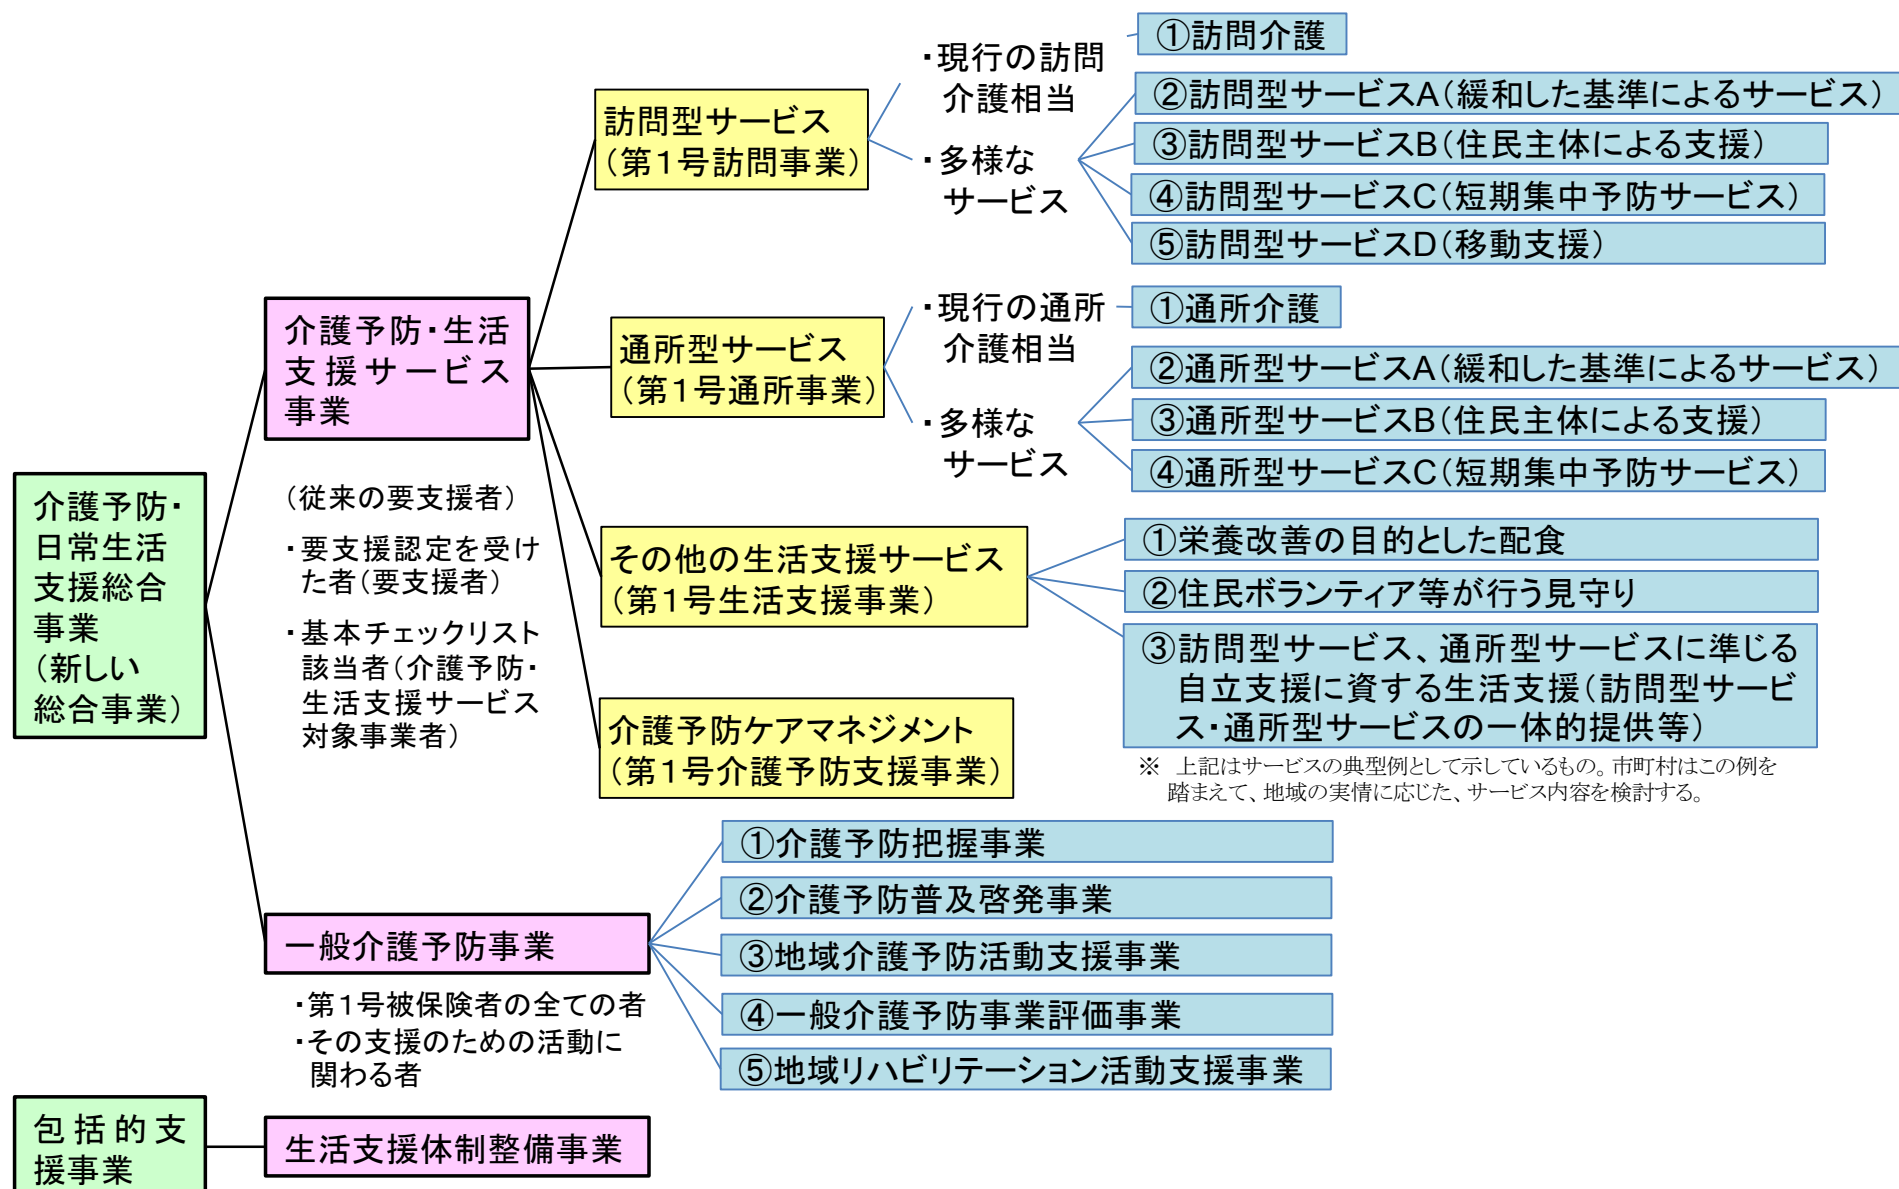 介護予防・
日常生活
支援総合
事業
（新しい
総合事業）
介護予防・生活
支援サービス
事業
（従来の要支援者）
・要支援認定を受け
た者（要支援者）
・基本チェックリスト
該当者（介護予防・
生活支援サービス
対象事業者）
訪問型サービス
（第１号訪問事業）
・現行の訪問
介護相当
①訪問介護
・多様な
サービス
②訪問型サービスA（緩和した基準によるサービス）
③訪問型サービスB（住民主体による支援）
④訪問型サービスC（短期集中予防サービス）
⑤訪問型サービスD（移動支援）
通所型サービス
（第１号通所事業）
・現行の通所
介護相当
①通所介護
・多様な
サービス
②通所型サービスA（緩和した基準によるサービス）
③通所型サービスB（住民主体による支援）
④通所型サービスC（短期集中予防サービス）
その他の生活支援サービス
（第１号生活支援事業）
①栄養改善の目的とした配食
②住民ボランティア等が行う見守り
③訪問型サービス、通所型サービスに準じる
自立支援に資する生活支援（訪問型サービ
ス・通所型サービスの一体的提供等）
介護予防ケアマネジメント
（第１号介護予防支援事業）
※　上記はサービスの典型例として示しているもの。市町村はこの例を
踏まえて、地域の実情に応じた、サービス内容を検討する。
一般介護予防事業
・第１号被保険者の全ての者
・その支援のための活動に
関わる者
①介護予防把握事業
②介護予防普及啓発事業
③地域介護予防活動支援事業
④一般介護予防事業評価事業
⑤地域リハビリテーション活動支援事業
包括的支
援事業
生活支援体制整備事業